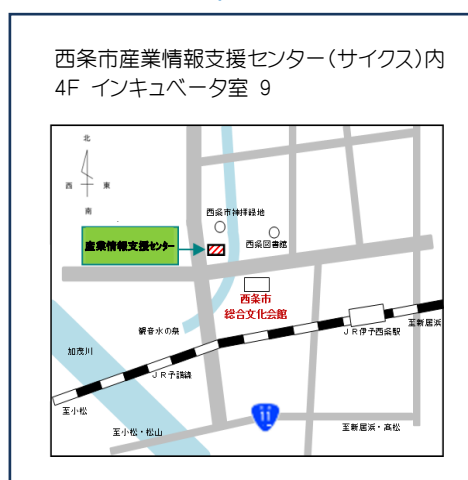 西条市産業情報支援センター(サイクス)内
4F インキュベータ室 9
北
西 東
南
西条市神拝緑地
産業情報支援センター
西条図書館
西条市
総合文化会館
観音水の泉
至新居浜
JR伊予西条駅
加茂川
JR予讃線
至小松
11
至小松・松山
至新居浜・高松